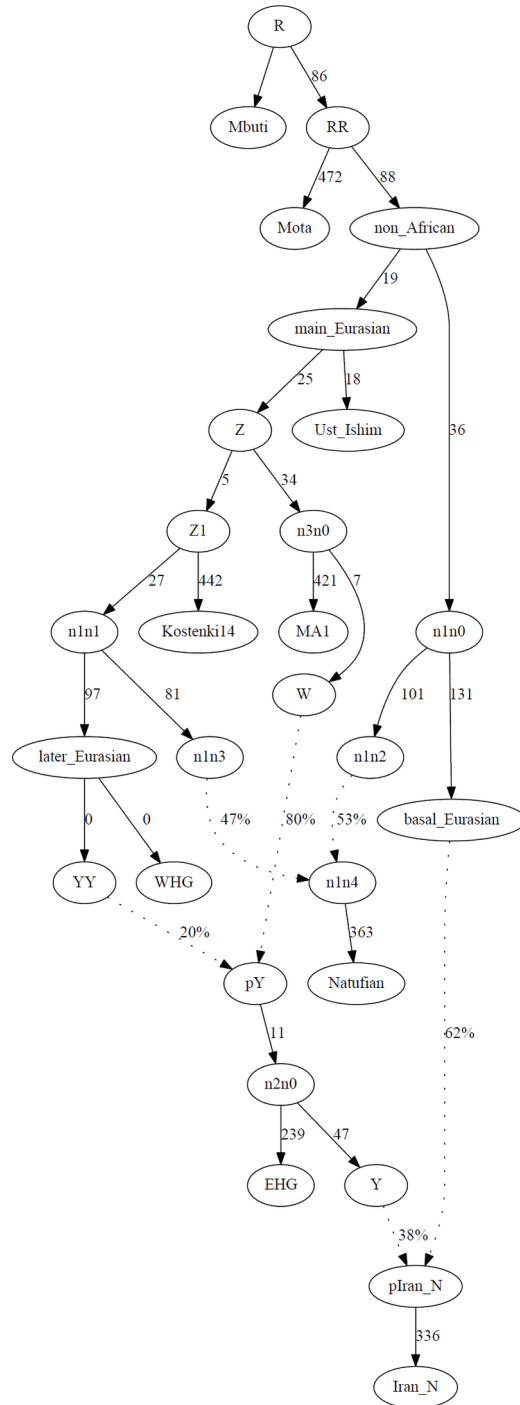 R
86
Mbuti
RR
472
88
Mota
non_African
19
main_Eurasian
25
18
36
Z
Ust_Ishim
5
34
Z1
n3n0
27
442
421
7
n1n1
Kostenki14
MA1
n1n0
97
81
W
101
131
later_Eurasian
n1n3
n1n2
0
0
47%
80%
53%
basal_Eurasian
YY
WHG
n1n4
20%
363
pY
Natufian
11
62%
n2n0
239
47
EHG
Y
38%
pIran_N
336
Iran_N